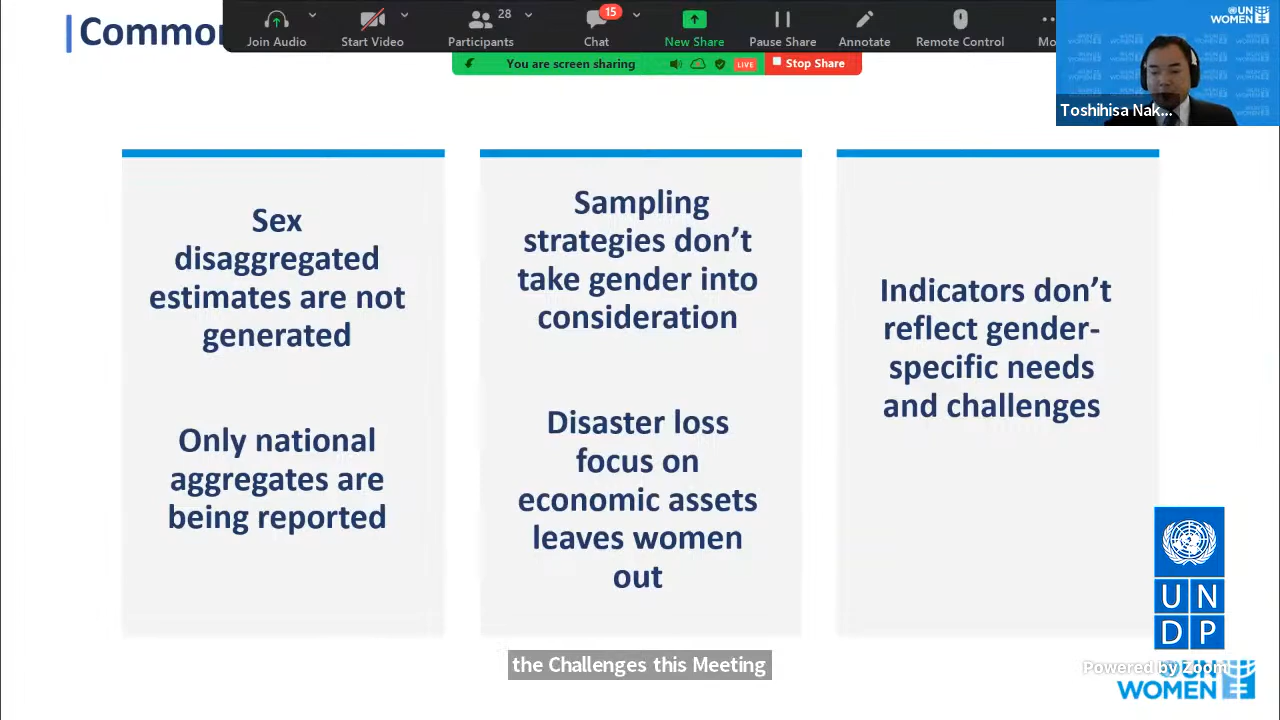 Commo
Join Audio
Start Video
Participants
28
Chat
15
New Share
Pause Share
Annotate
Remote Control
Mo
You are screen sharing
LIVE
Stop Share
UN
WOMEN
Toshihisa Nak...
Sex
disaggregated
estimates are not
generated
Only national
aggregates are
being reported
Sampling
strategies don’t
take gender into
consideration
Disaster loss
focus on
economic assets
leaves women
out
Indicators don’t
reflect gender-
specific needs
and challenges
U N
D P
the Challenges this Meeting
Powered by Zoom
UN
WOMEN